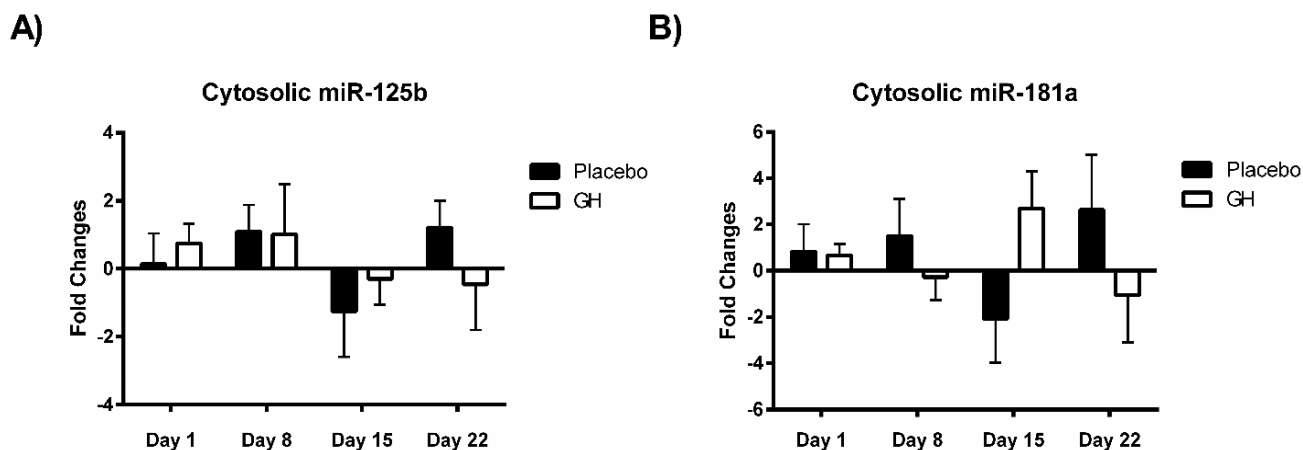 A)
Cytosolic miR-125b
Fold Changes
4
2
0
-2
-4
Day 1 Day 8 Day 15 Day 22
Placebo
GH
B)
Cytosolic miR-181a
Fold Changes
6
4
2
0
-2
-4
-6
Day 1 Day 8 Day 15 Day 22
Placebo
GH